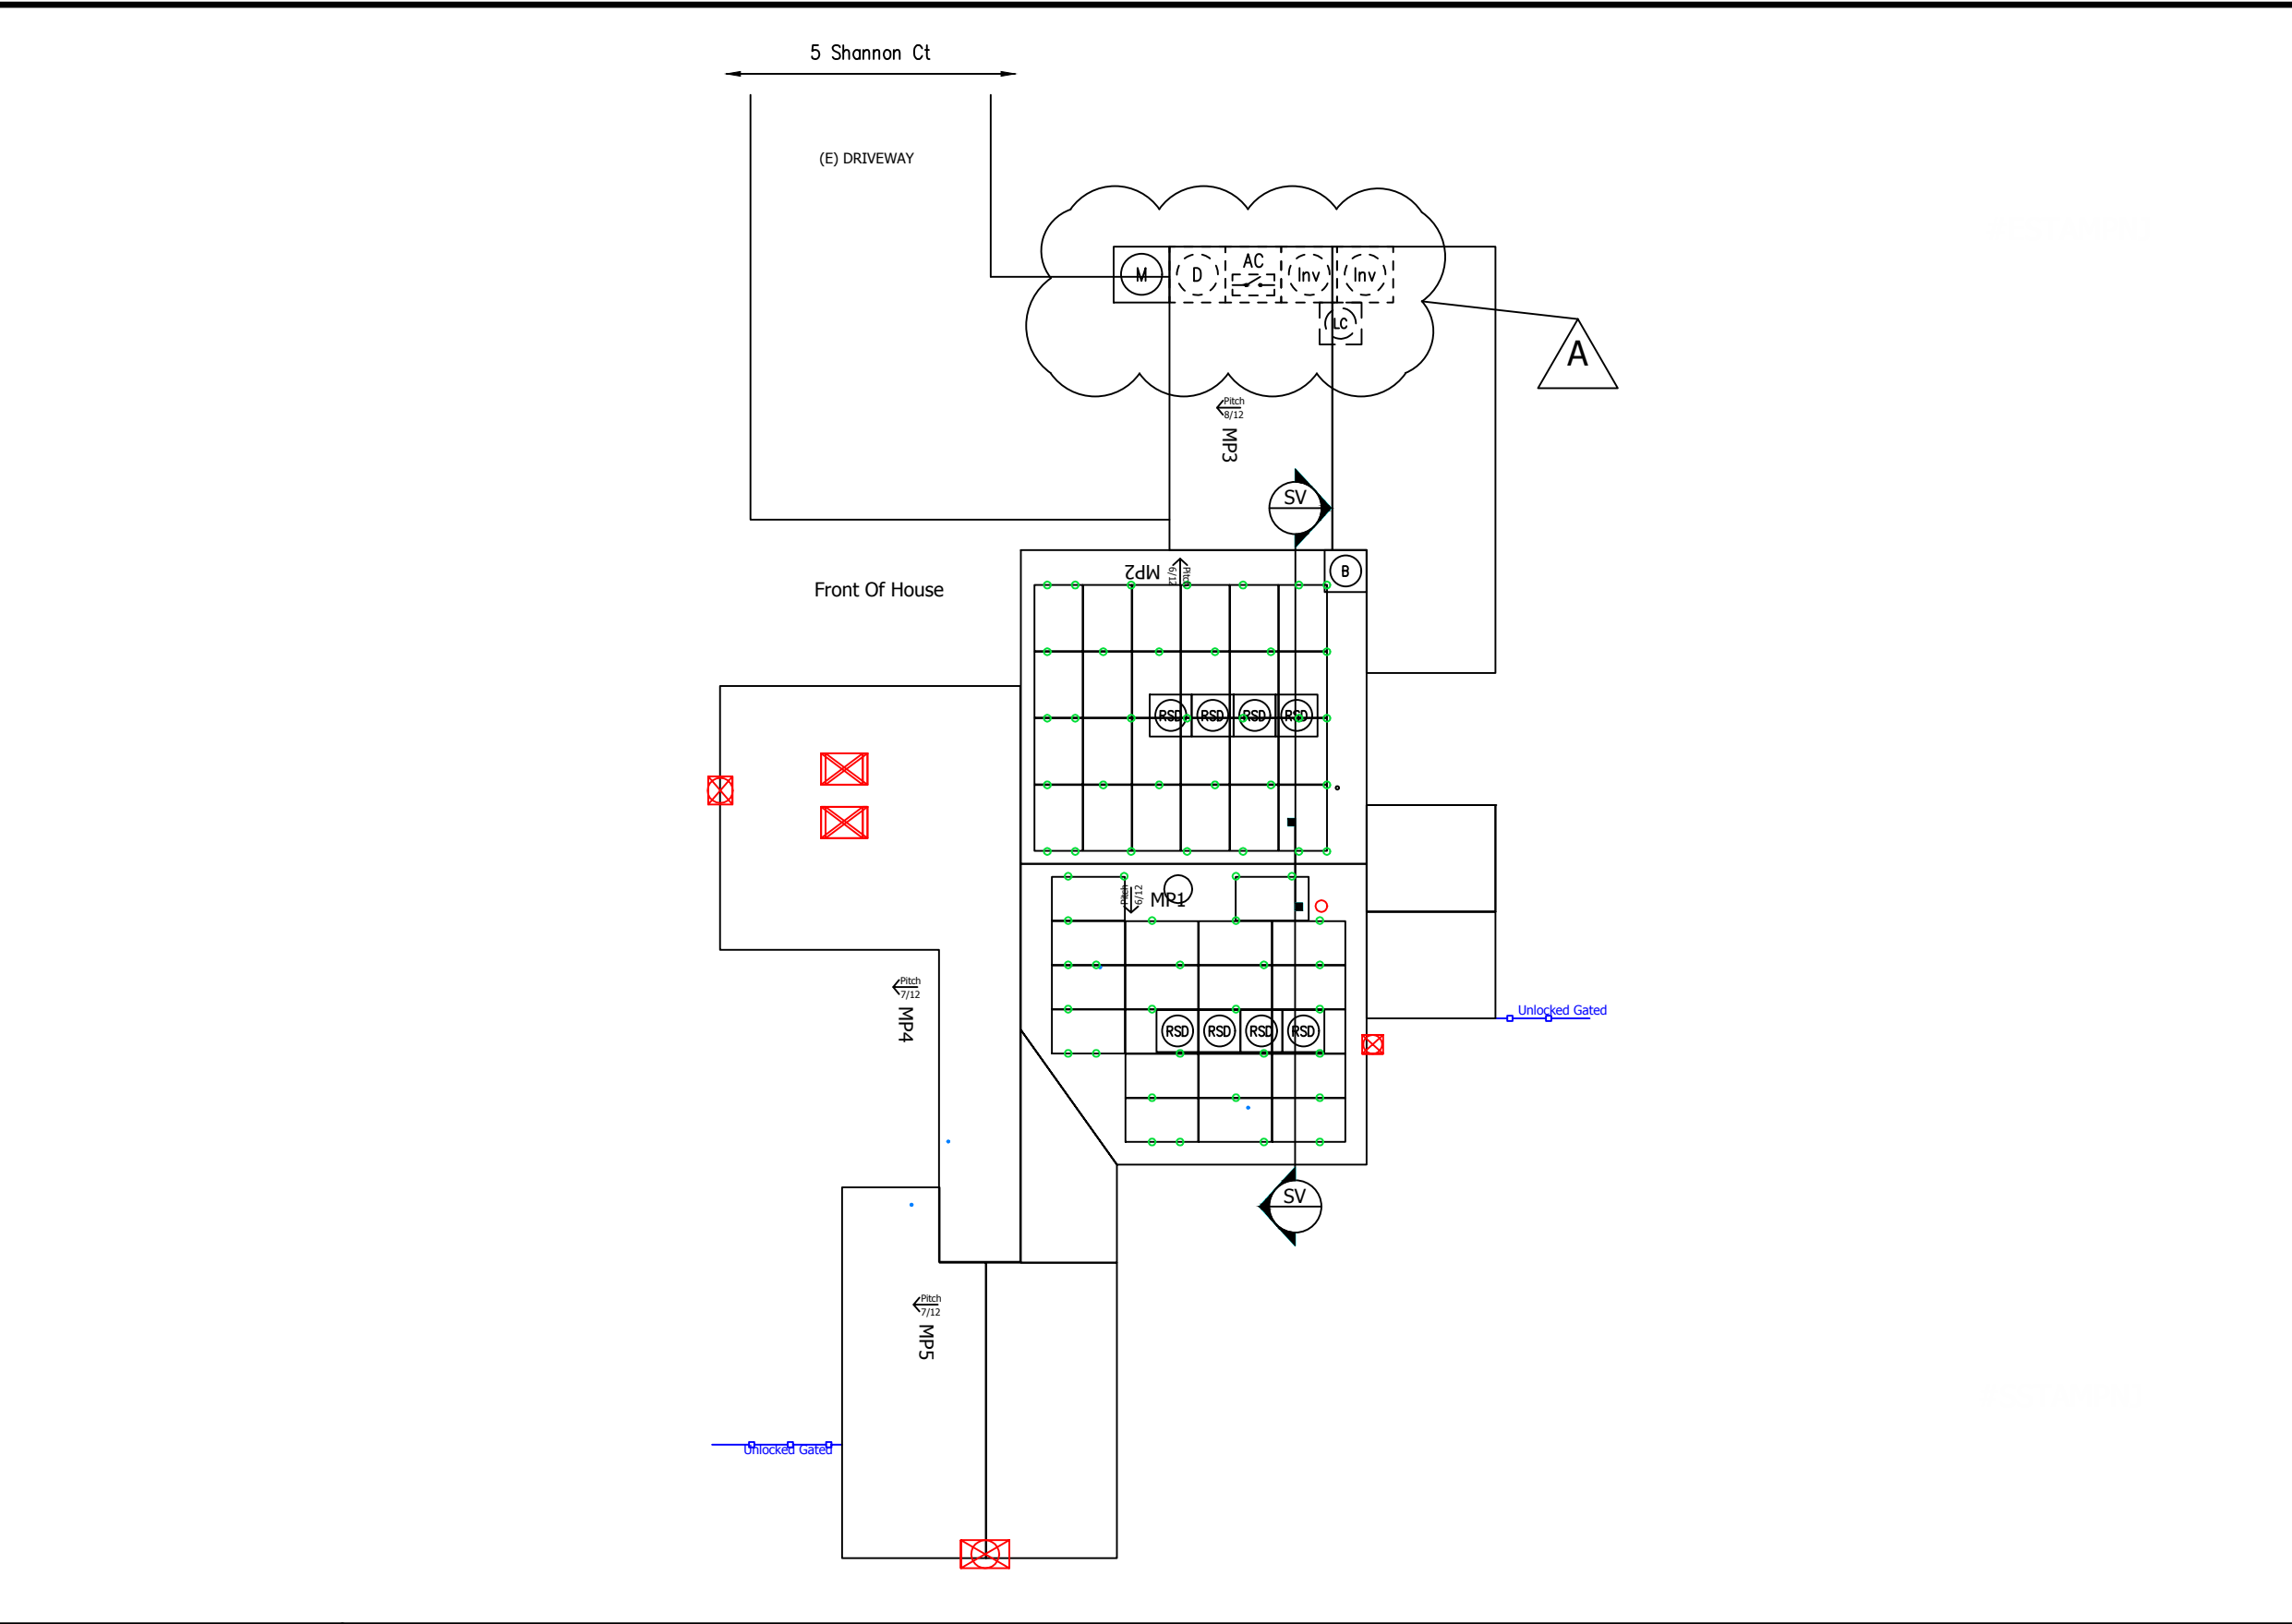 5 Shannon Ct
(E) DRIVEWAY
M
D
AC
Inv
Inv
LC
A
Pitch
8/12
MP3
SV
B
MP2
Pitch
6/12
Front Of House
RSD
RSD
RSD
RSD
Pitch
6/12
MP1
Pitch
7/12
MP4
Unlocked Gated
RSD
RSD
RSD
RSD
SV
Pitch
7/12
MP5
Unlocked Gated